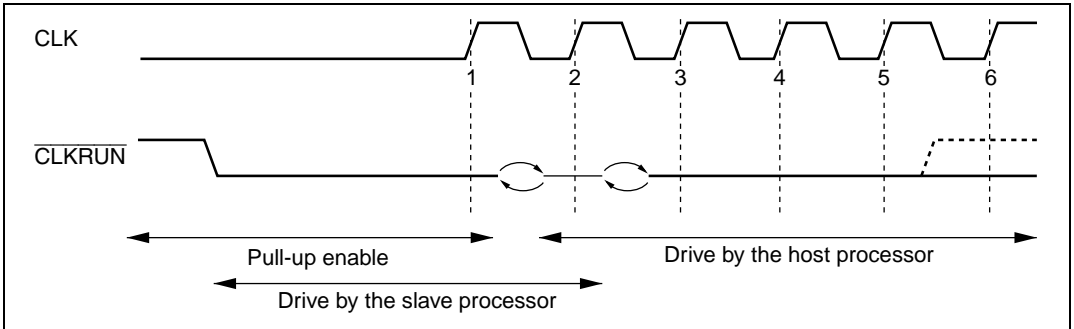 CLK
1 2 3 4 5 6
CLKRUN
Pull-up enable
Drive by the host processor
Drive by the slave processor